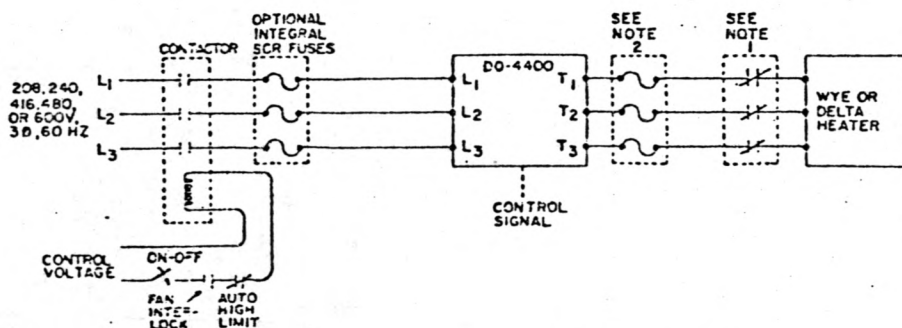 OPTIONAL
INTEGRAL
SCR FUSES
CONTACTOR
SEE
NOTE
2
SEE
NOTE
1
208,240,
416,480,
OR 600V,
3Ø,60 HZ
L1
L2
L3
DQ-4400
L1
L2
L3
T1
T2
T3
WYE OR
DELTA
HEATER
CONTROL
SIGNAL
CONTROL
VOLTAGE
ON-OFF
FAN
INTER-
LOCK
AUTO
HIGH
LIMIT